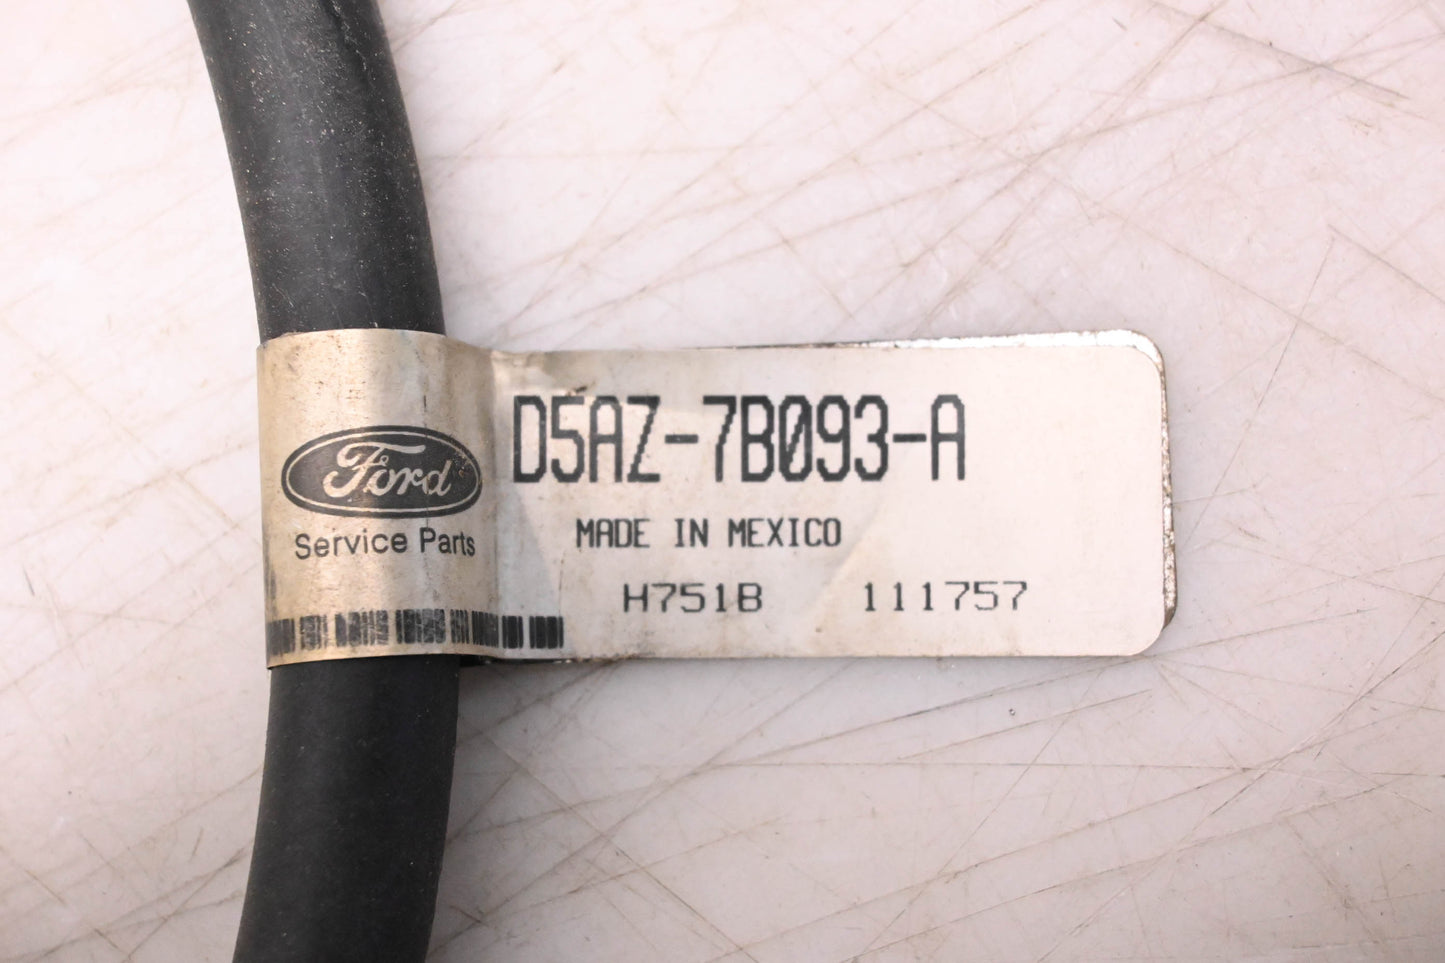 D5AZ-7B093-A
Ford
Service Parts
MADE IN MEXICO
H751B 111757